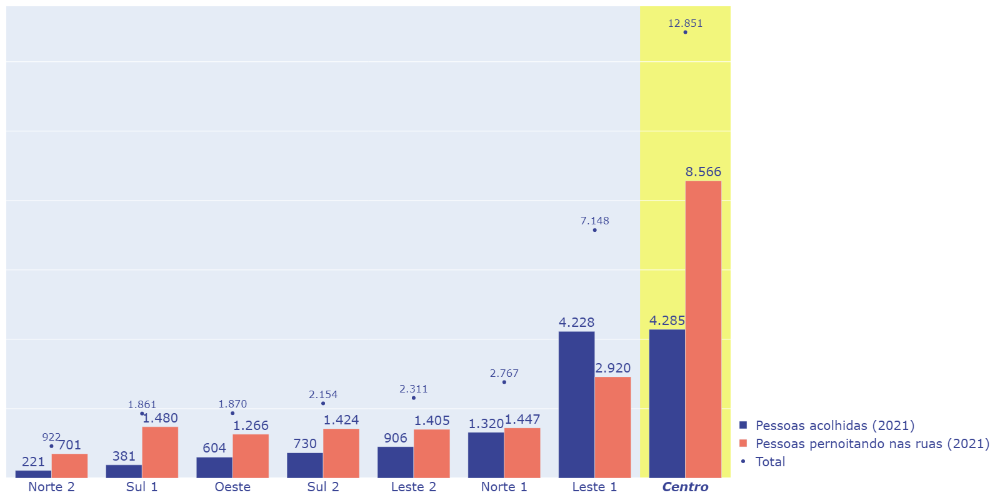 12.851
8.566
7.148
4.228
4.285
2.920
2.767
2.311
2.154
1.861
1.870
1.480
1.266
1.424
1.405
1.320
1.447
922
701
221
381
604
730
906
Norte 2
Sul 1
Oeste
Sul 2
Leste 2
Norte 1
Leste 1
Centro
Pessoas acolhidas (2021)
Pessoas pernoitando nas ruas (2021)
Total